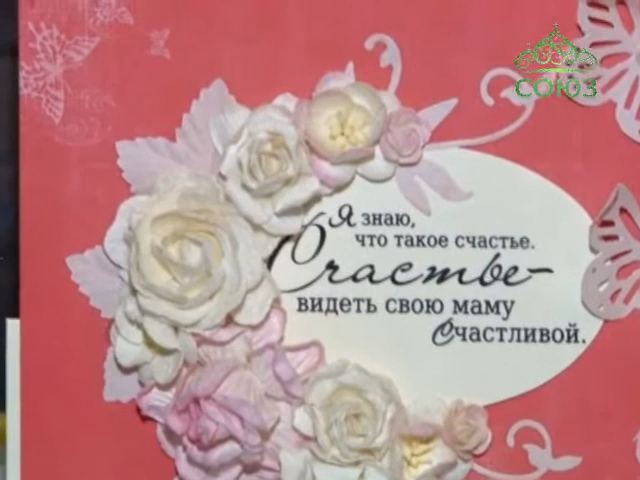 СОЮЗ
Я знаю,
что такое счастье.
Счастье-
видеть свою маму
счастливой.